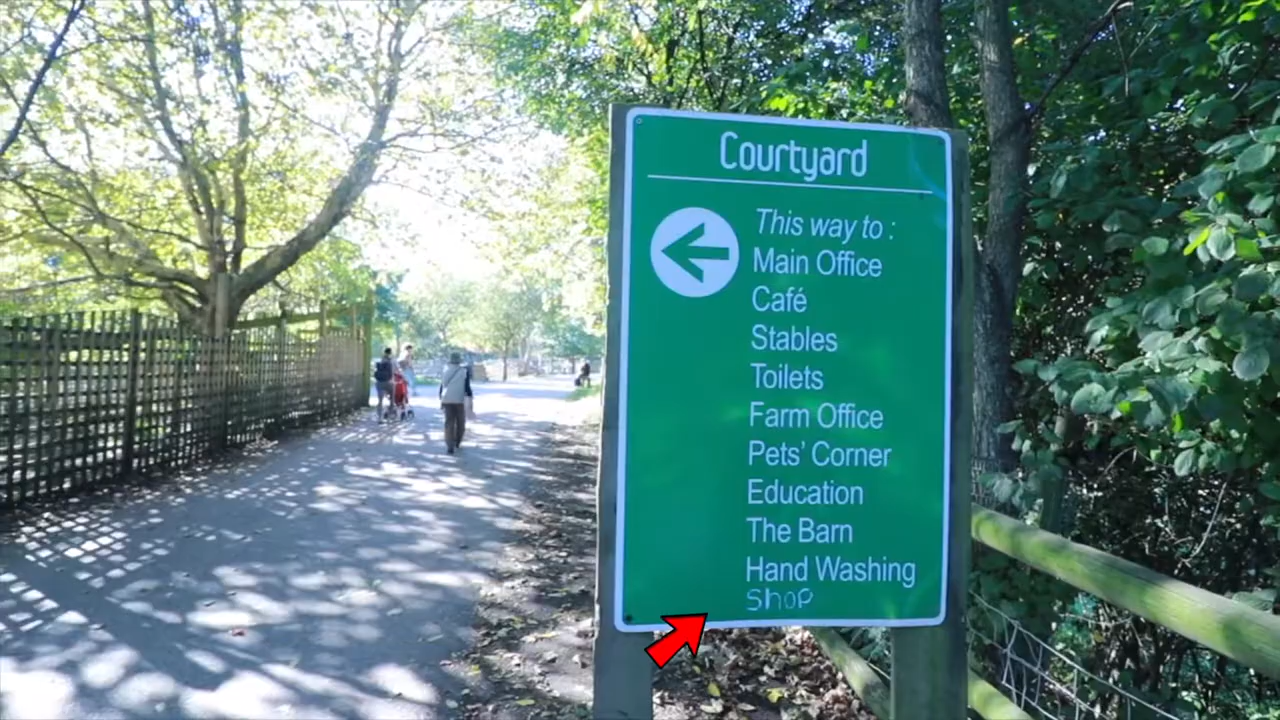 Courtyard
This way to :
Main Office
Café
Stables
Toilets
Farm Office
Pets' Corner
Education
The Barn
Hand Washing
ShoP